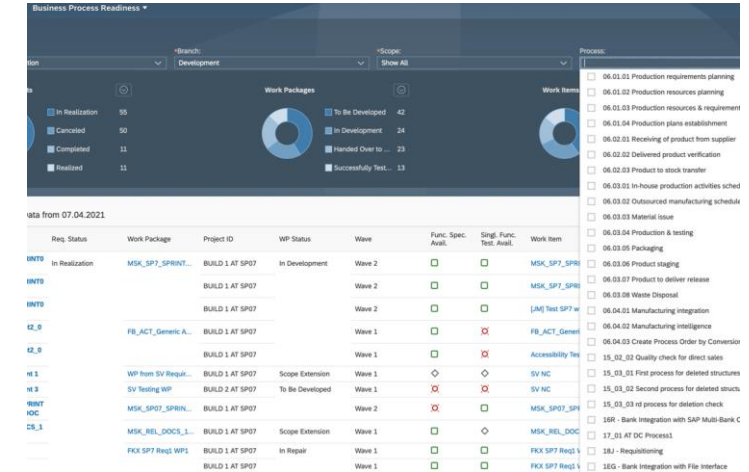 Business Process Readiness
*Branch:
*Scope:
Process:
Development
Show All
Work Packages
Work Items
In Realization 55
Canceled 50
Completed 11
Realized 11
To Be Developed 42
In Development 24
Handed Over to ... 23
Successfully Test... 13
06.01.01 Production requirements planning
06.01.02 Production resources planning
06.01.03 Production resources & requirement
06.01.04 Production plans establishment
06.02.01 Receiving of product from supplier
06.02.02 Delivered product verification
06.02.03 Product to stock transfer
06.03.01 In-house production activities sched
06.03.02 Outsourced manufacturing schedule
06.03.03 Material issue
06.03.04 Production & testing
06.03.05 Packaging
06.03.06 Product staging
06.03.07 Product to deliver release
06.03.08 Waste Disposal
06.04.01 Manufacturing integration
06.04.02 Manufacturing intelligence
06.04.03 Create Process Order by Conversion
15_02_02 Quality check for direct sales
15_03_01 First process for deleted structures
15_03_02 Second process for deleted structu
15_03_03 rd process for deletion check
16R - Bank Integration with SAP Multi-Bank C
17_01 AT DC Process1
18J - Requisitioning
1EG - Bank Integration with File Interface
from 07.04.2021
Req. Status Work Package Project ID WP Status Wave Func. Spec. Avail. Singl. Func. Test. Avail. Work Item
In Realization MSK_SP7_SPRINT... BUILD 1 AT SP07 In Development Wave 2 MSK_SP7_SPRI
BUILD 1 AT SP07 Wave 2 MSK_SP7_SPRI
BUILD 1 AT SP07 Wave 2 [JM] Test SP7 w
FB_ACT_Generic A... BUILD 1 AT SP07 Wave 1 FB_ACT_Generi
BUILD 1 AT SP07 Wave 1 Accessibility Tes
WP from SV Requir... BUILD 1 AT SP07 Scope Extension Wave 1 SV NC
SV Testing WP BUILD 2 AT SP07 To Be Developed Wave 1 SV NC
MSK_SP07_SPRIN... BUILD 1 AT SP07 Wave 2 MSK_SP07_SPR
MSK_REL_DOCS_1... BUILD 1 AT SP07 Scope Extension Wave 1 MSK_REL_DOC
FKX SP7 Req1 WP1 BUILD 1 AT SP07 In Repair Wave 1 FKX SP7 Req1
BUILD 1 AT SP07 Wave 1 FKX SP7 Req1